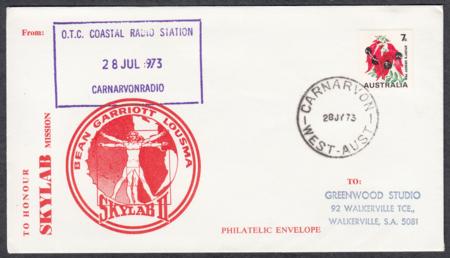 From:
O.T.C. COASTAL RADIO STATION
28 JUL 1973
CARNARVONRADIO
7c
AUSTRALIA
CARNARVON
28JY73
WEST-AUST
TO HONOUR
SKYLAB MISSION
BEAN GARRIOTT LOUSMA
SKYLAB II
TO:
GREENWOOD STUDIO
92 WALKERVILLE TCE.,
WALKERVILLE, S.A. 5081
PHILATELIC ENVELOPE